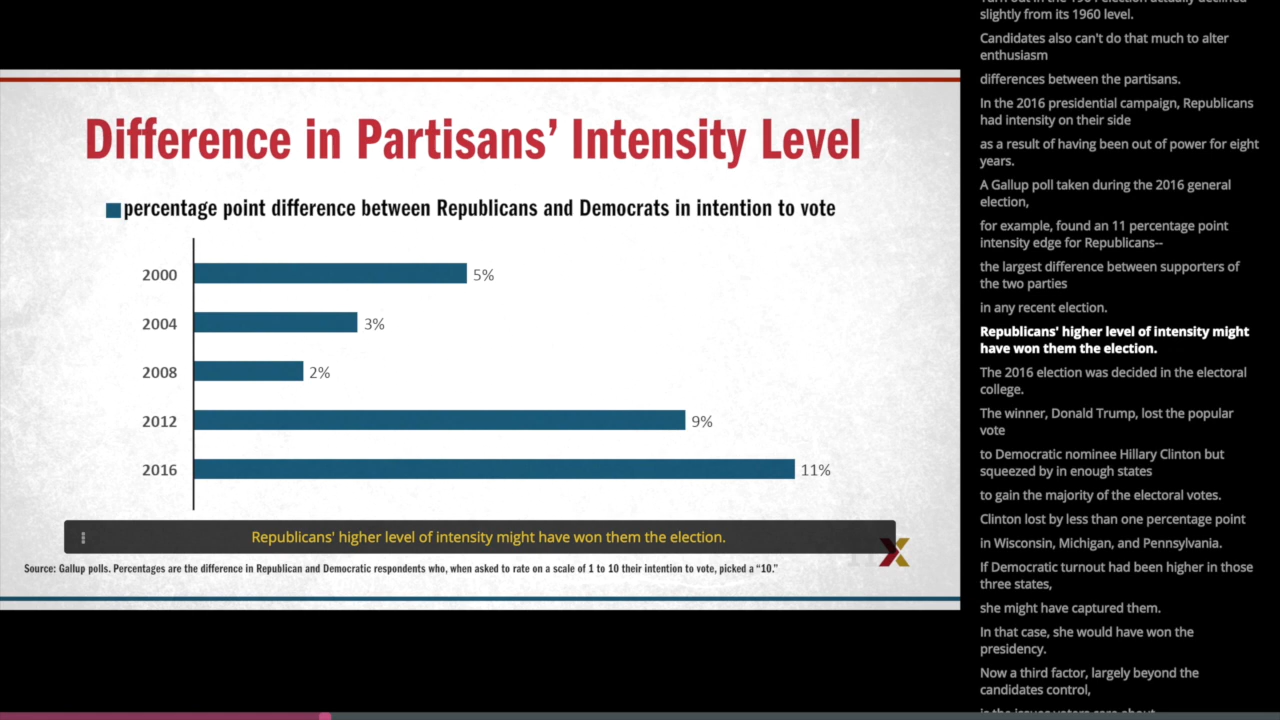 Difference in Partisans' Intensity Level
percentage point difference between Republicans and Democrats in intention to vote
2000 5%
2004 3%
2008 2%
2012 9%
2016 11%
Republicans' higher level of intensity might have won them the election.
Source: Gallup polls. Percentages are the difference in Republican and Democratic respondents who, when asked to rate on a scale of 1 to 10 their intention to vote, picked a “10.”
X
slightly from its 1960 level.
Candidates also can't do that much to alter
enthusiasm
differences between the partisans.
In the 2016 presidential campaign, Republicans
had intensity on their side
as a result of having been out of power for eight
years.
A Gallup poll taken during the 2016 general
election,
for example, found an 11 percentage point
intensity edge for Republicans--
the largest difference between supporters of
the two parties
in any recent election.
Republicans' higher level of intensity might
have won them the election.
The 2016 election was decided in the electoral
college.
The winner, Donald Trump, lost the popular
vote
to Democratic nominee Hillary Clinton but
squeezed by in enough states
to gain the majority of the electoral votes.
Clinton lost by less than one percentage point
in Wisconsin, Michigan, and Pennsylvania.
If Democratic turnout had been higher in those
three states,
she might have captured them.
In that case, she would have won the
presidency.
Now a third factor, largely beyond the
candidates control,
is the issues voters care about